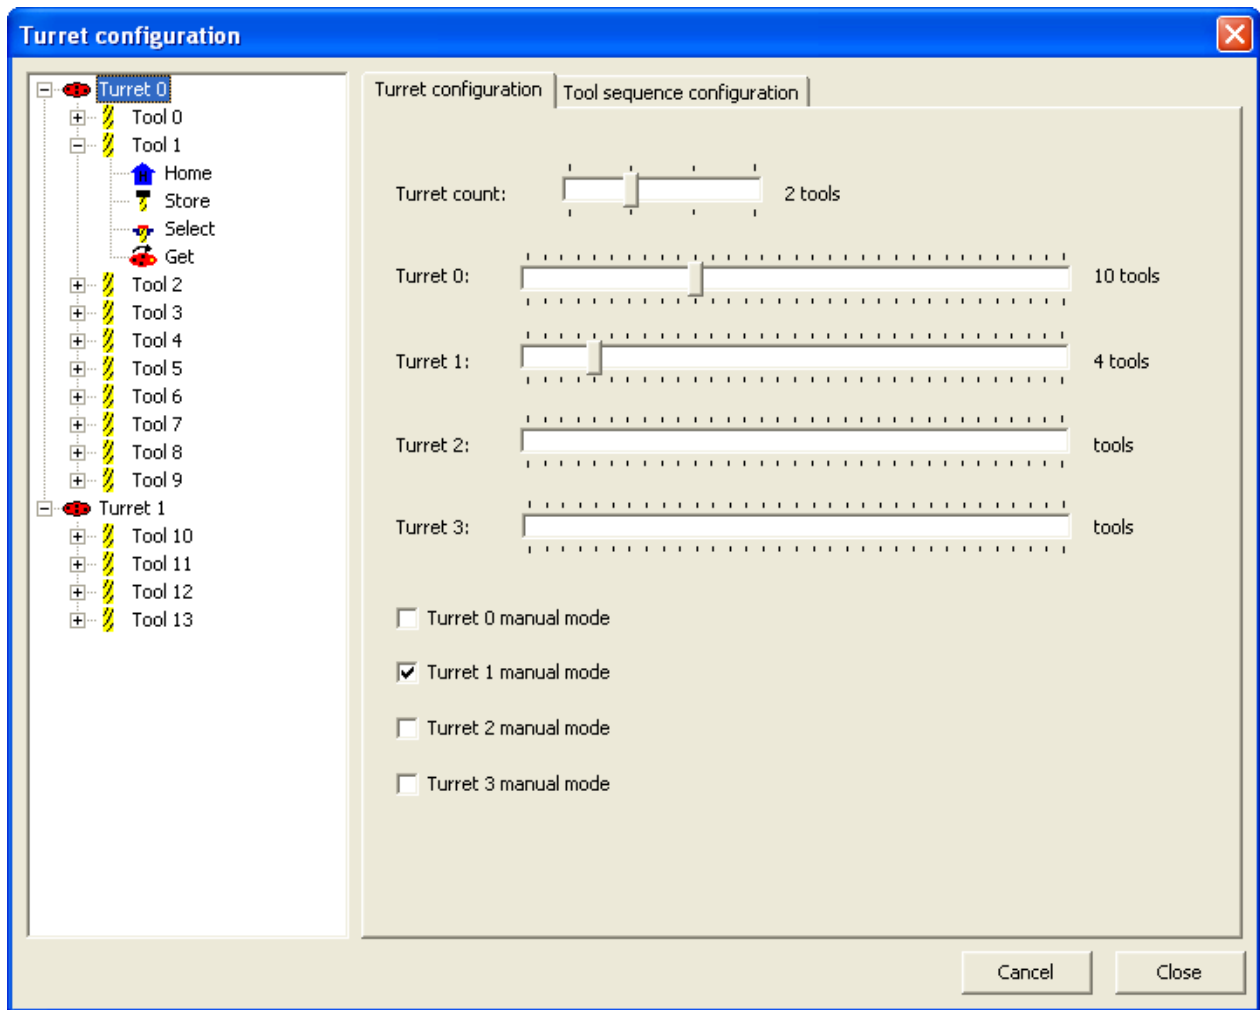 Turret configuration
Turret 0
Tool 0
Tool 1
Home
Store
Select
Get
Tool 2
Tool 3
Tool 4
Tool 5
Tool 6
Tool 7
Tool 8
Tool 9
Turret 1
Tool 10
Tool 11
Tool 12
Tool 13
Turret configuration Tool sequence configuration
Turret count: 2 tools
Turret 0: 10 tools
Turret 1: 4 tools
Turret 2: tools
Turret 3: tools
Turret 0 manual mode
Turret 1 manual mode
Turret 2 manual mode
Turret 3 manual mode
Cancel Close